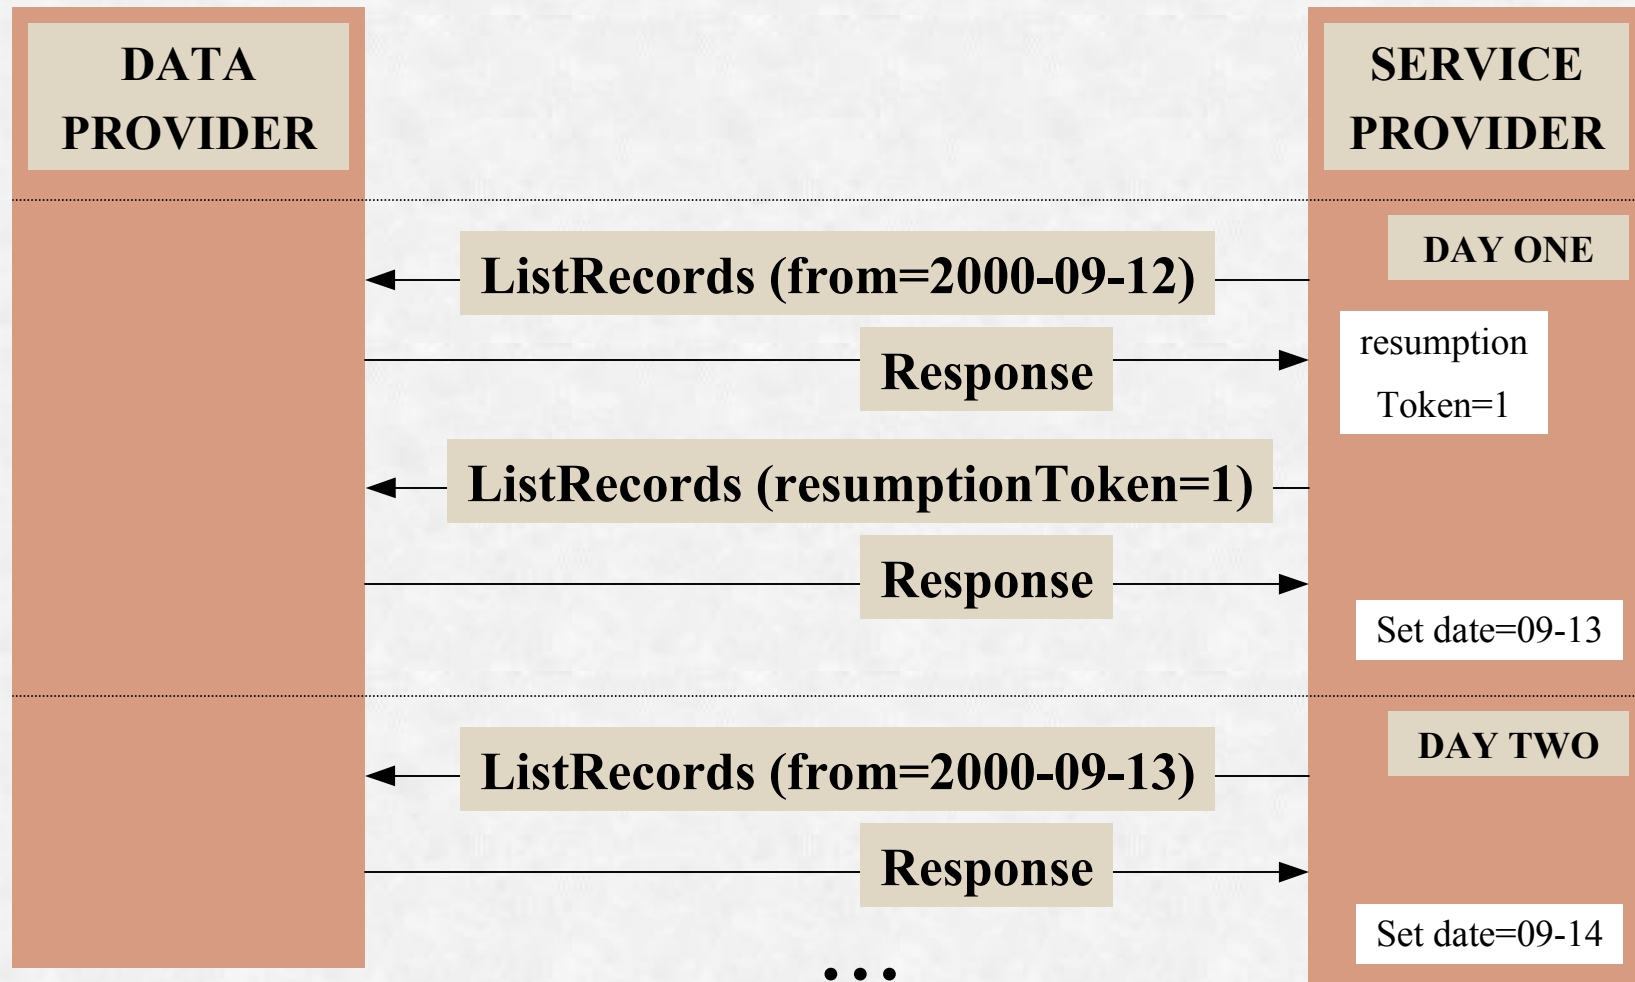 DATA
PROVIDER
SERVICE
PROVIDER
DAY ONE
ListRecords (from=2000-09-12)
Response
resumption
Token=1
ListRecords (resumptionToken=1)
Response
Set date=09-13
DAY TWO
ListRecords (from=2000-09-13)
Response
Set date=09-14
...